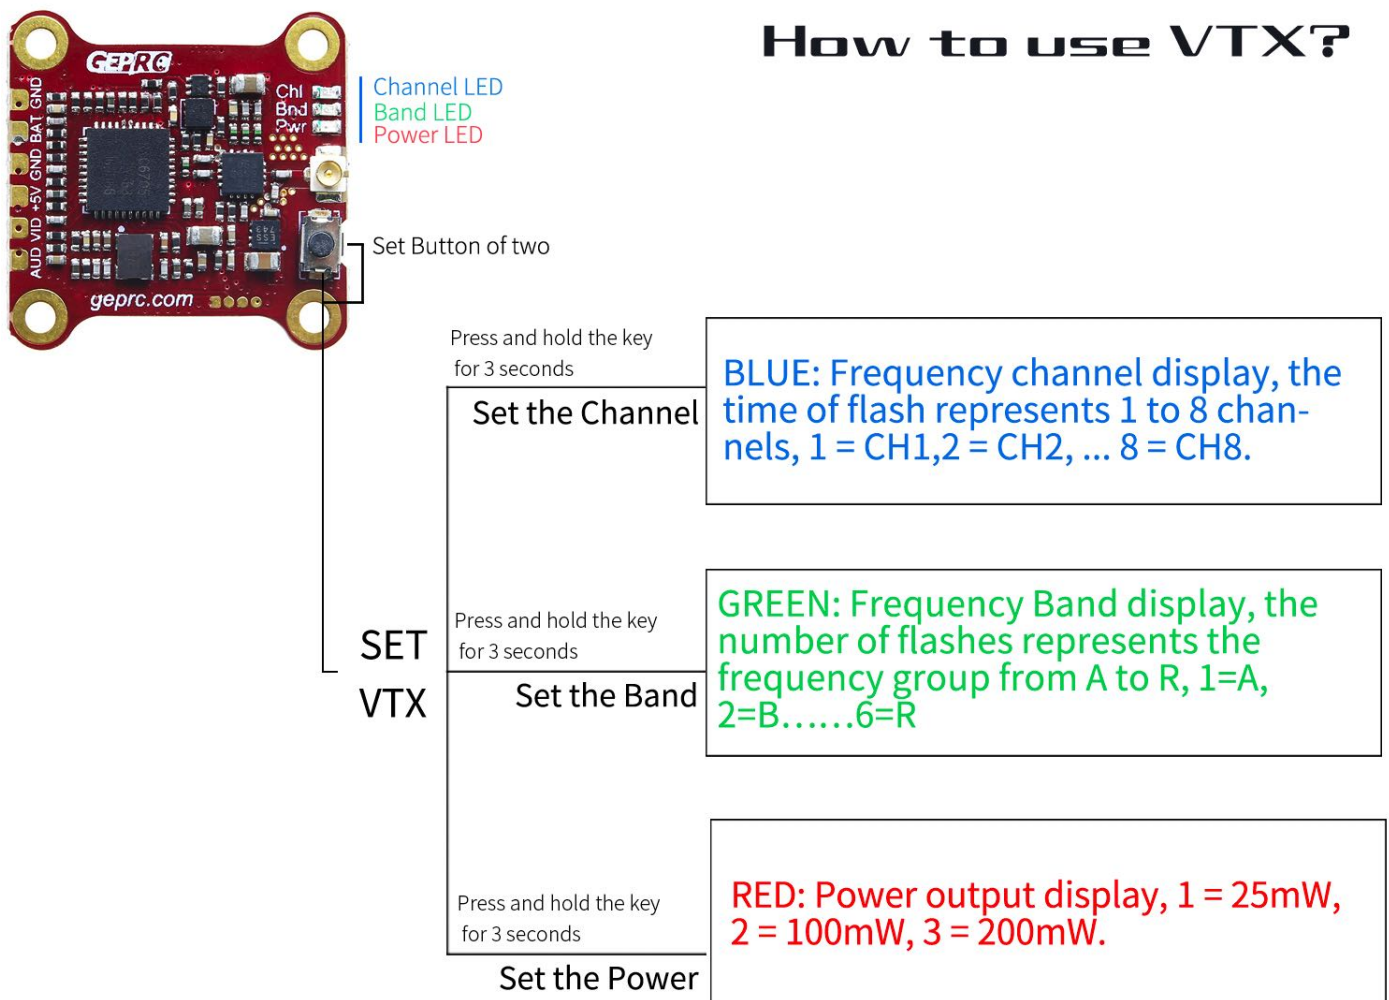 How to use VTX?
GEPRC
Chl
Bnd
Pwr
Channel LED
Band LED
Power LED
AUD VID +5V GND BAT GND
geprc.com
Set Button of two
Press and hold the key
for 3 seconds
Set the Channel
BLUE: Frequency channel display, the
time of flash represents 1 to 8 chan-
nels, 1 = CH1,2 = CH2, ... 8 = CH8.
SET
VTX
Press and hold the key
for 3 seconds
Set the Band
GREEN: Frequency Band display, the
number of flashes represents the
frequency group from A to R, 1=A,
2=B......6=R
Press and hold the key
for 3 seconds
Set the Power
RED: Power output display, 1 = 25mW,
2 = 100mW, 3 = 200mW.